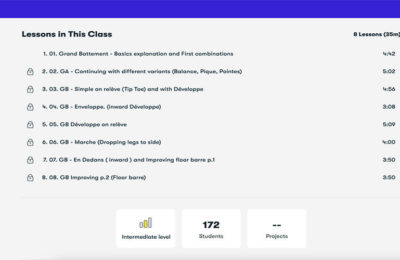 Lessons in This Class
8 Lessons (35m)
1. 01. Grand Battement - Basics explanation and First combinations 4:42
2. 02. GA - Continuing with different variants (Balance, Pique, Pointes) 5:02
3. 03. GB - Simple on relève (Tip Toe) and with Développe 4:56
4. 04. GB - Enveloppe. (inward Développe) 3:08
5. 05. GB Développe on relève 5:09
6. 06. GB - Marche (Dropping legs to side) 4:00
7. 07. GB - En Dedans ( inward ) and Improving floor barre p.1 3:50
8. 08. GB Improving p.2 (Floor barre) 3:50
172 --
Intermediate level Students Projects